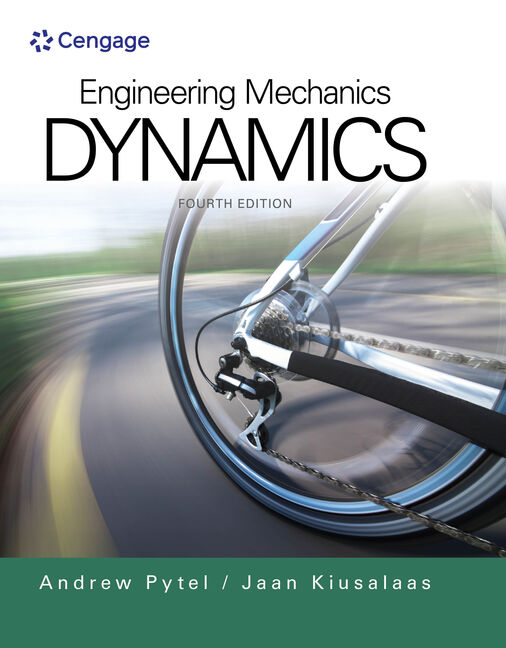 Cengage
Engineering Mechanics
DYNAMICS
FOURTH EDITION
Andrew Pytel / Jaan Kiusalaas